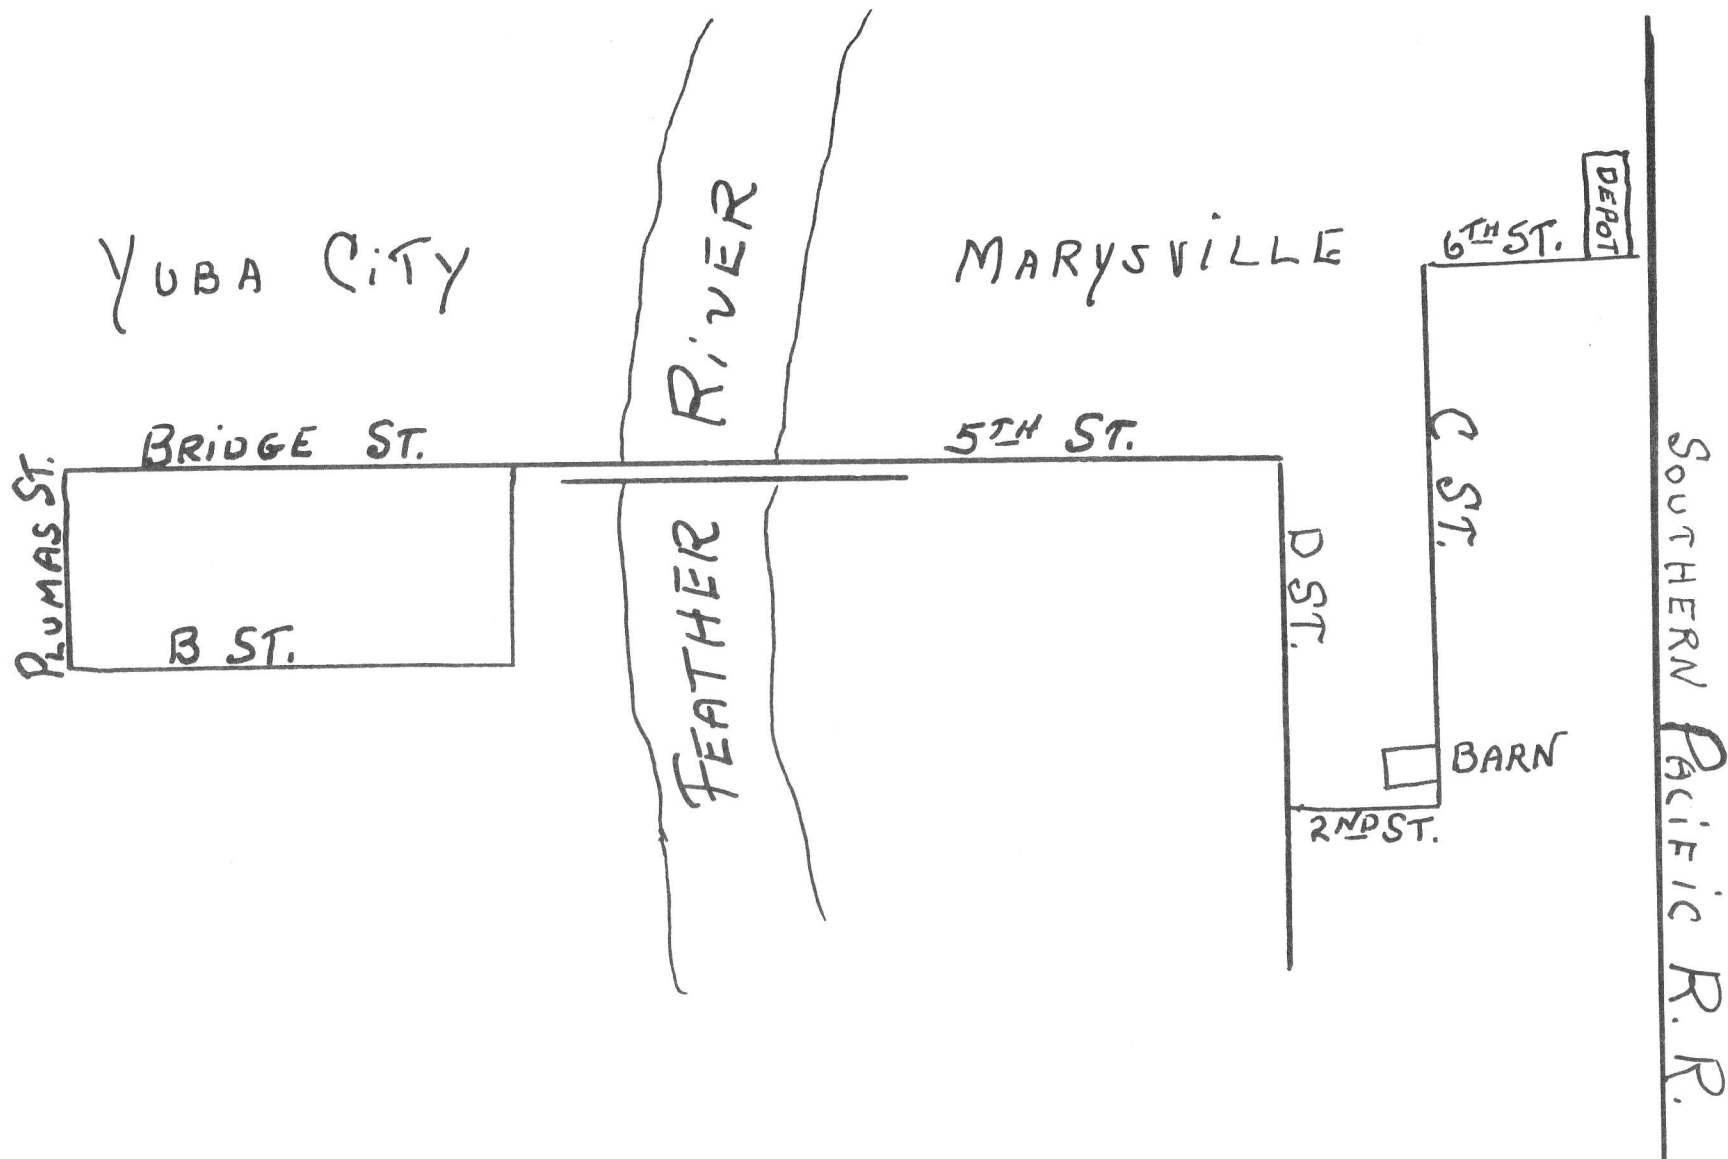 YUBA CiTY
RiVER
MARYSViLLE
6TH ST.
DEPOT
BRiDGE ST.
5TH ST.
PLUMAS ST.
B ST.
FEATHER
D ST.
C ST.
BARN
2ND ST.
SOUTHERN PACiFiC R. R.